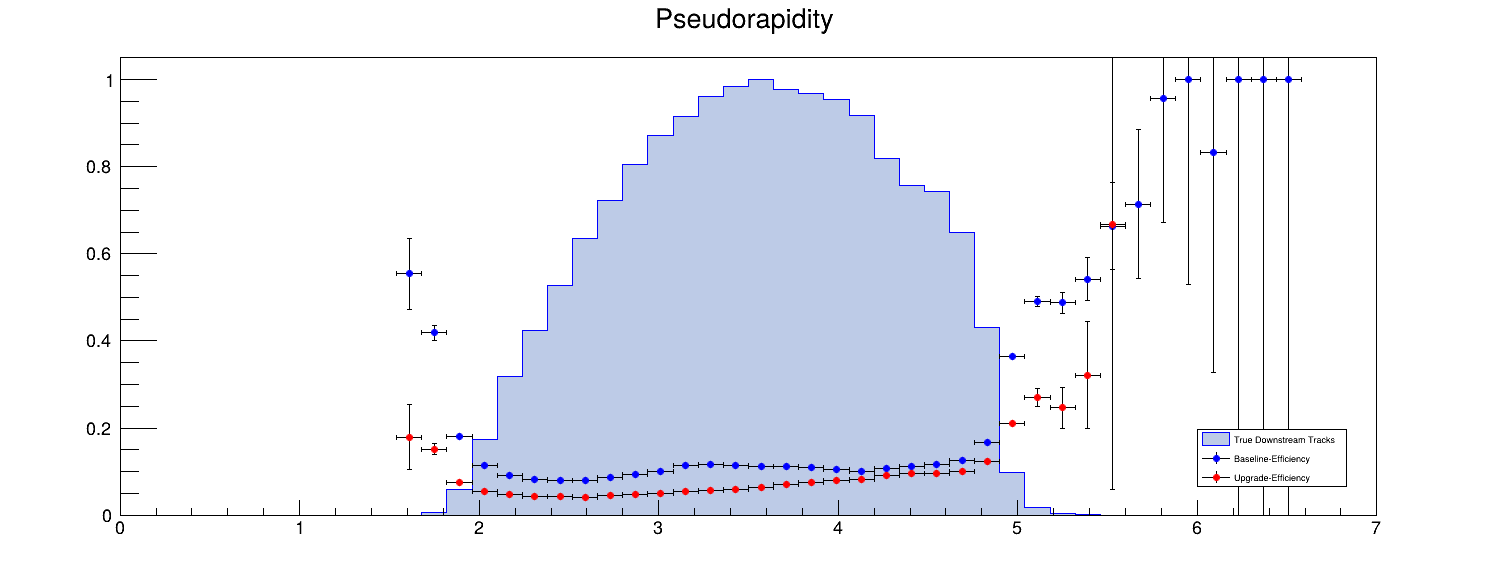 Pseudorapidity
1
0.8
0.6
0.4
0.2
0
0 1 2 3 4 5 6 7
True Downstream Tracks
Baseline-Efficiency
Upgrade-Efficiency